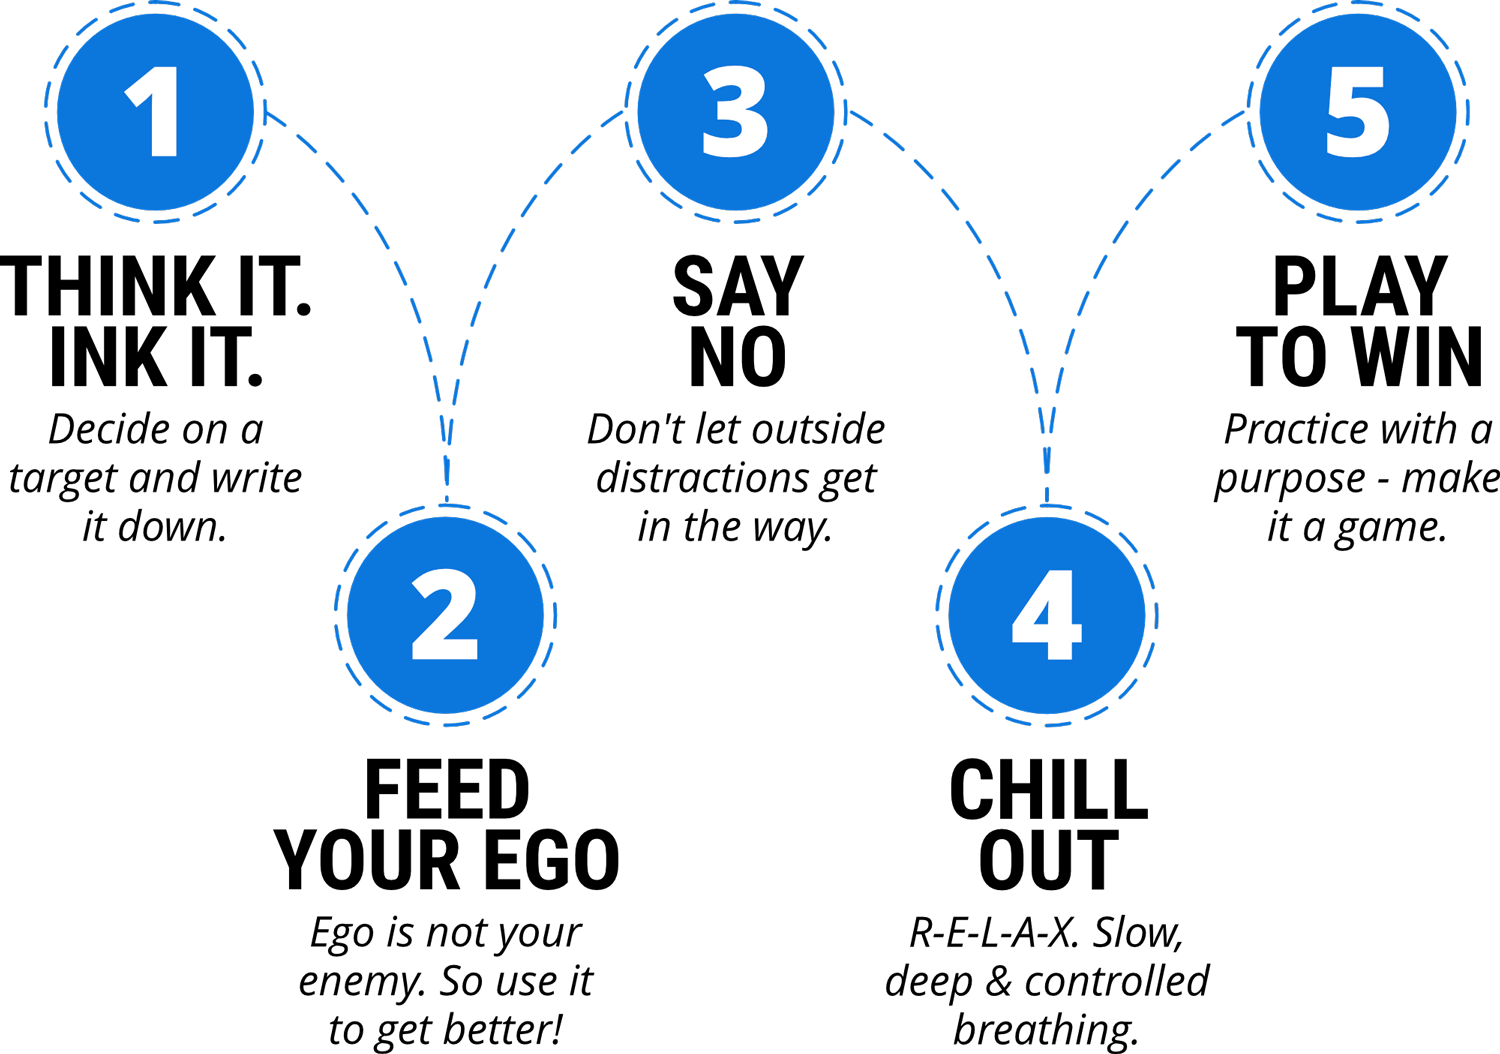 1
THINK IT.
INK IT.
Decide on a
target and write
it down.
2
FEED
YOUR EGO
Ego is not your
enemy. So use it
to get better!
3
SAY
NO
Don't let outside
distractions get
in the way.
4
CHILL
OUT
R-E-L-A-X. Slow,
deep & controlled
breathing.
5
PLAY
TO WIN
Practice with a
purpose - make
it a game.